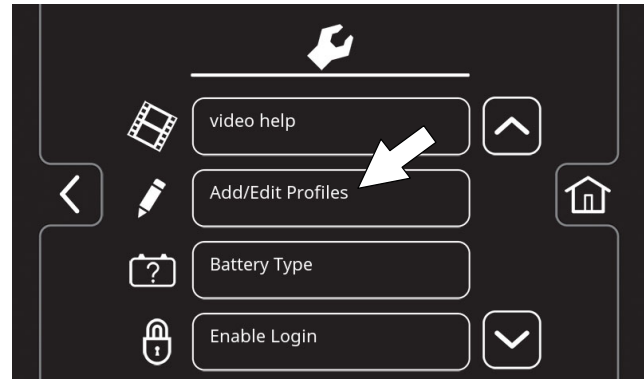 video help
Add/Edit Profiles
?
Battery Type
Enable Login